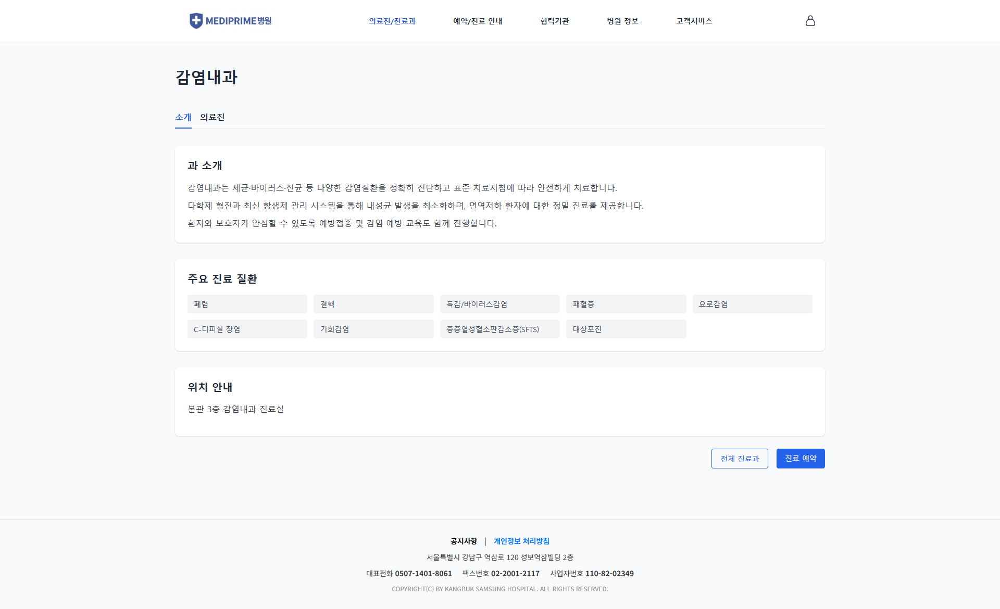 MEDIPRIME병원
의료진/진료과 예약/진료 안내 협력기관 병원 정보 고객서비스
감염내과
소개 의료진
과 소개
감염내과는 세균·바이러스·진균 등 다양한 감염질환을 정확히 진단하고 표준 치료지침에 따라 안전하게 치료합니다.
다학제 협진과 최신 항생제 관리 시스템을 통해 내성균 발생을 최소화하며, 면역저하 환자에 대한 정밀 진료를 제공합니다.
환자와 보호자가 안심할 수 있도록 예방접종 및 감염 예방 교육도 함께 진행합니다.
주요 진료 질환
폐렴 결핵 독감/바이러스감염 패혈증 요로감염
C-디피실 장염 기회감염 중증열성혈소판감소증(SFTS) 대상포진
위치 안내
본관 3층 감염내과 진료실
전체 진료과 진료 예약
공지사항 | 개인정보 처리방침
서울특별시 강남구 역삼로 120 성보역삼빌딩 2층
대표전화 0507-1401-8061 팩스번호 02-2001-2117 사업자번호 110-82-02349
COPYRIGHT(C) BY KANGBUK SAMSUNG HOSPITAL. ALL RIGHTS RESERVED.